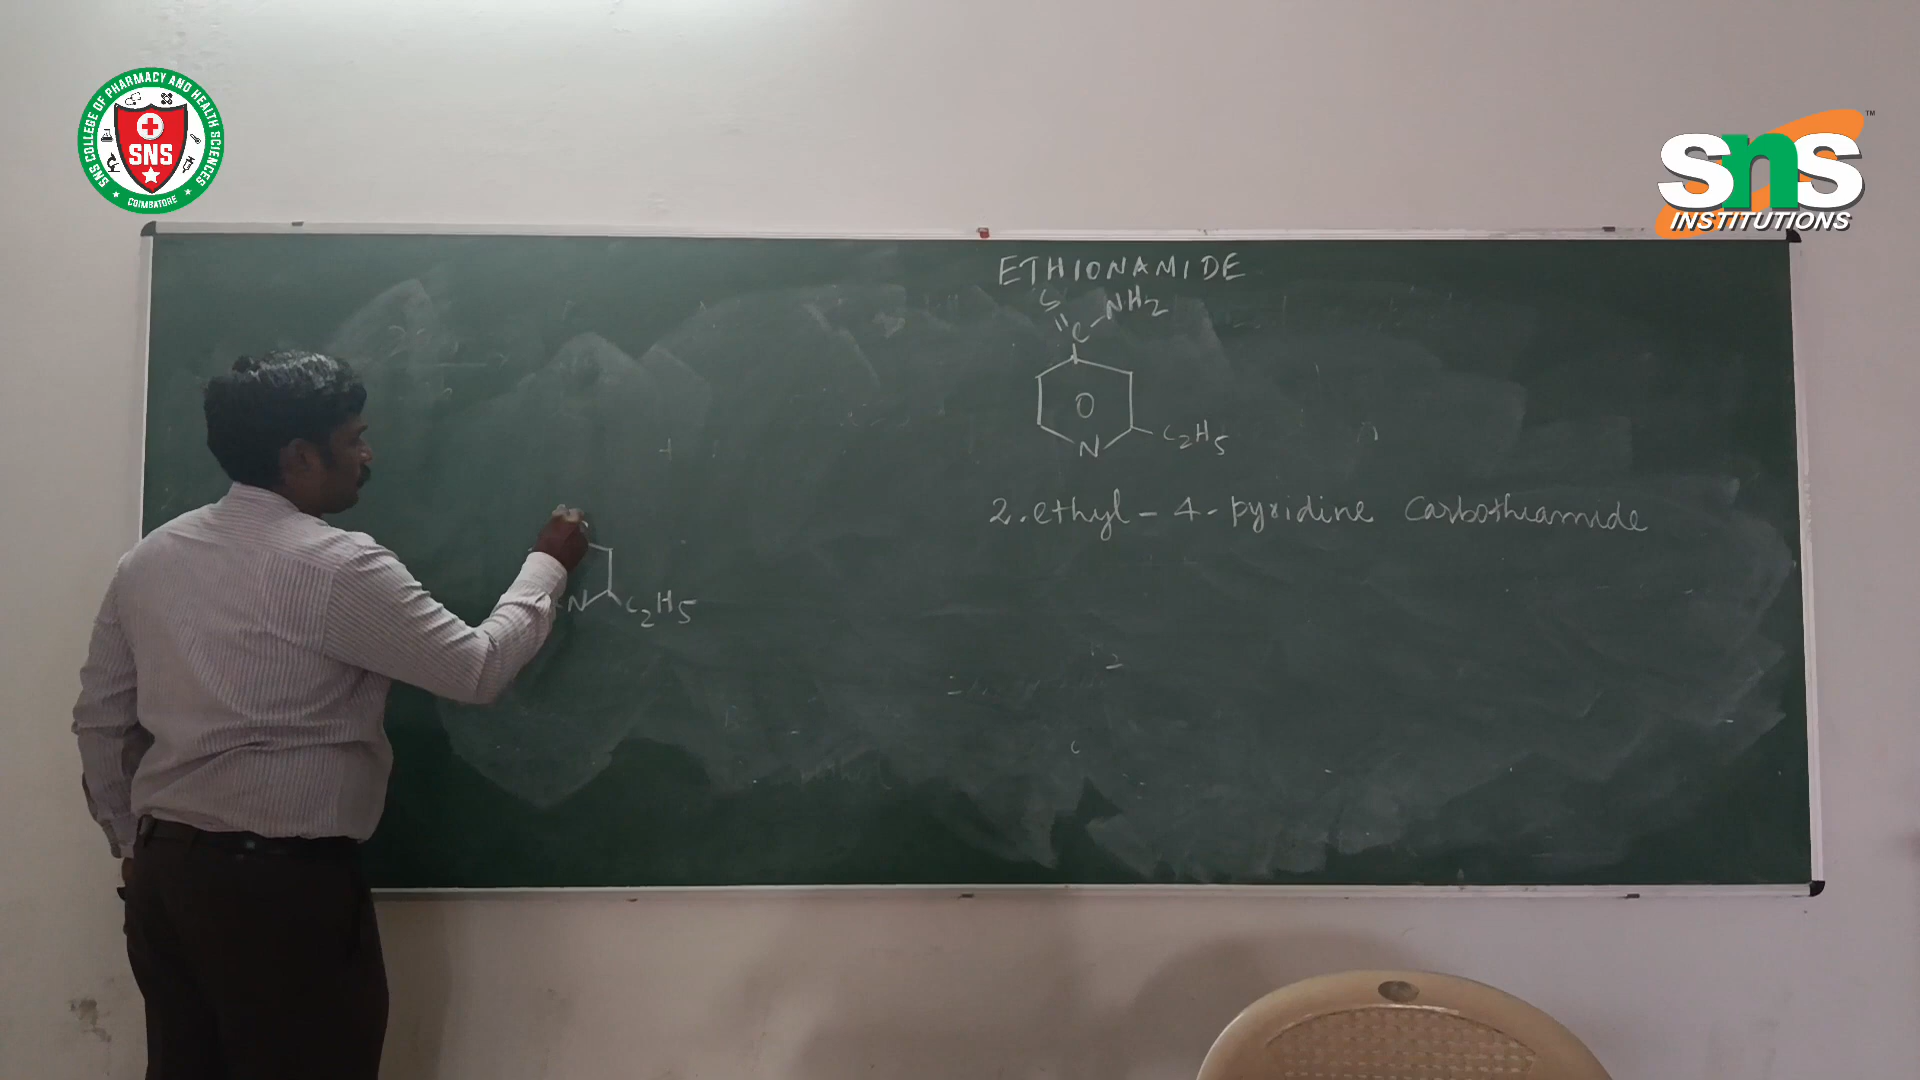 SNS COLLEGE OF PHARMACY AND HEALTH SCIENCES
SNS
COIMBATORE
sns
INSTITUTIONS
TM
ETHIONAMIDE
S
||
C-NH2
O
N
C2H5
2.ethyl-4-pyridine Carbothiamide
N
C2H5